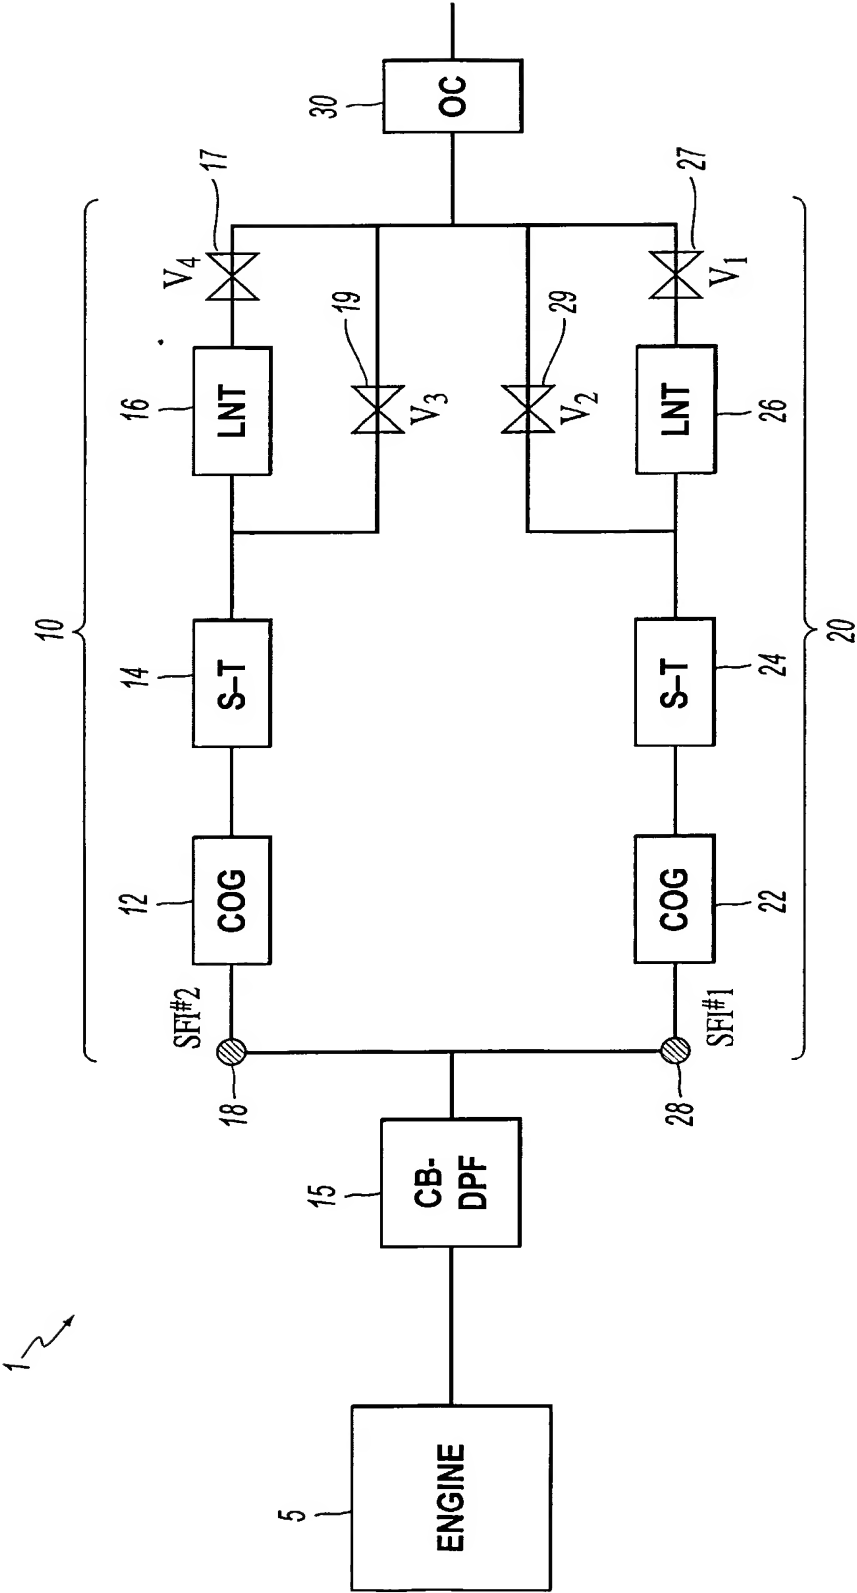 1
5
ENGINE
15
CB-
DPF
10
18
SFI#2
12
COG
14
S–T
16
LNT
V4
17
19
V3
20
28
SFI#1
22
COG
24
S–T
26
LNT
V1
27
29
V2
30
OC